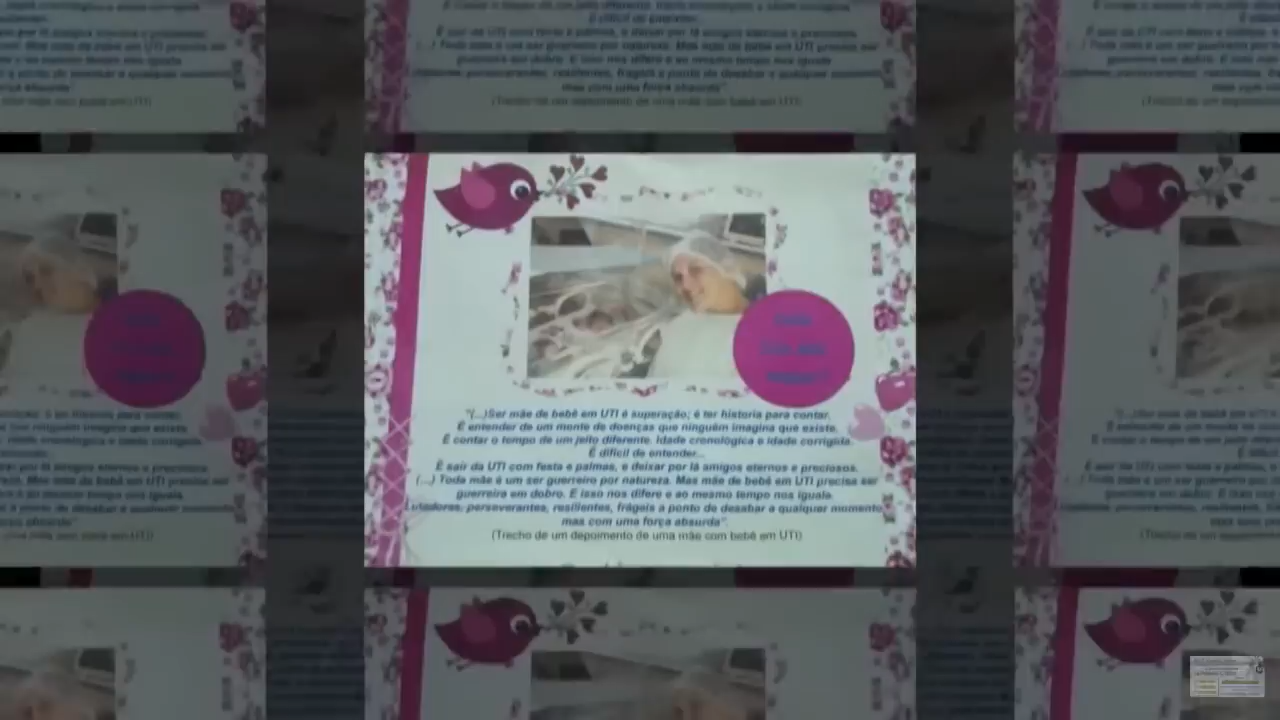 "(...)Ser mãe de bebê em UTI é superação; é ter historia para contar.
É entender de um monte de doenças que ninguém imagina que existe.
É contar o tempo de um jeito diferente. Idade cronológica e idade corrigida.
É difícil de entender...
É sair da UTI com festa e palmas, e deixar por lá amigos eternos e preciosos.
(...) Toda mãe é um ser guerreiro por natureza. Mas mãe de bebê em UTI precisa ser
guerreira em dobro. E isso nos difere e ao mesmo tempo nos iguala.
Lutadores, perseverantes, resilientes, frágeis a ponto de desabar a qualquer momento
mas com uma força absurda".
(Trecho de um depoimento de uma mãe com bebê em UTI)